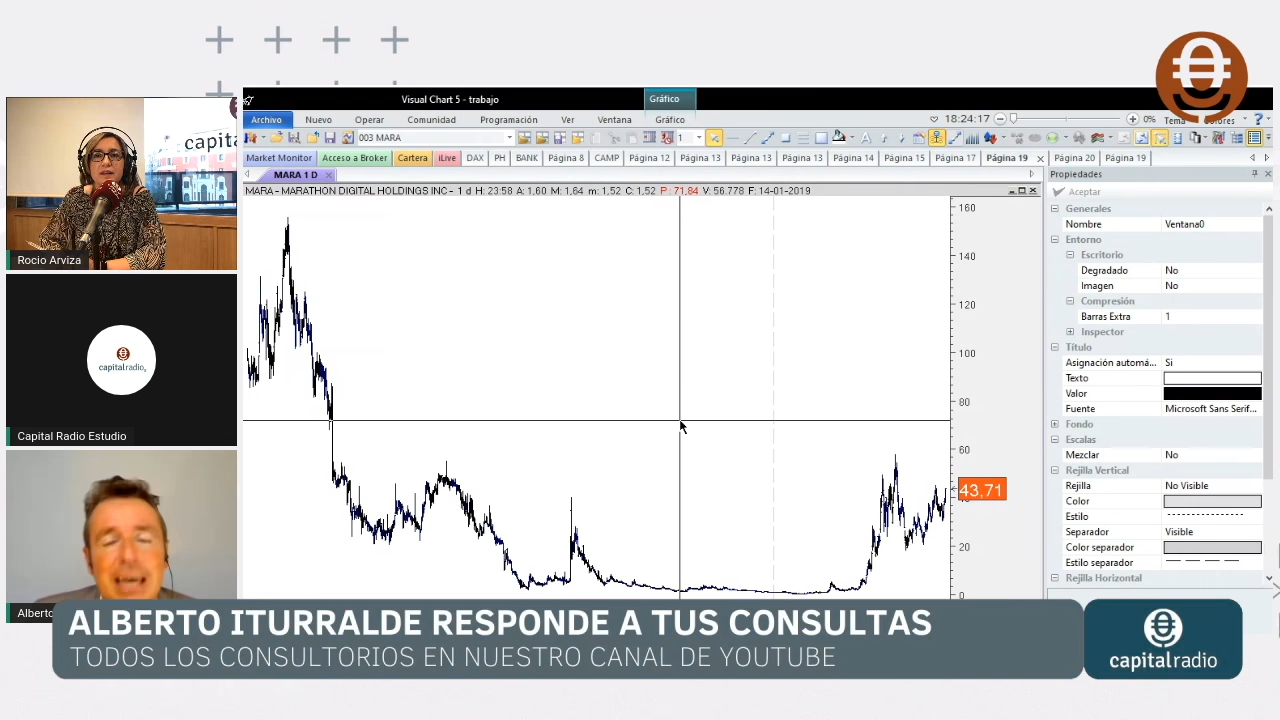 Visual Chart 5 - trabajo
Gráfico
Archivo Nuevo Operar Comunidad Programación Ver Ventana Gráfico
18:24:17 0% Tema
003 MARA 1
Market Monitor Acceso a Broker Cartera iLive DAX PH BANK Página 8 CAMP Página 12 Página 13 Página 13 Página 13 Página 14 Página 15 Página 17 Página 19 Página 20 Página 19
MARA 1 D
MARA - MARATHON DIGITAL HOLDINGS INC - 1 d H: 23:58 A: 1,60 M: 1,64 m: 1,52 C: 1,52 P: 71,84 V: 56.778 F: 14-01-2019
160
140
120
100
80
60
43,71
20
0
Propiedades
Aceptar
Generales
Nombre Ventana0
Entorno
Escritorio
Degradado No
Imagen No
Compresión
Barras Extra 1
Inspector
Título
Asignación automá... Si
Texto
Valor
Fuente Microsoft Sans Serif...
Fondo
Escalas
Mezclar No
Rejilla Vertical
Rejilla No Visible
Color
Estilo
Separador Visible
Color separador
Estilo separador
Rejilla Horizontal
capita
Rocio Arviza
capitalradio
Capital Radio Estudio
Alberto
ALBERTO ITURRALDE RESPONDE A TUS CONSULTAS
TODOS LOS CONSULTORIOS EN NUESTRO CANAL DE YOUTUBE
capitalradio